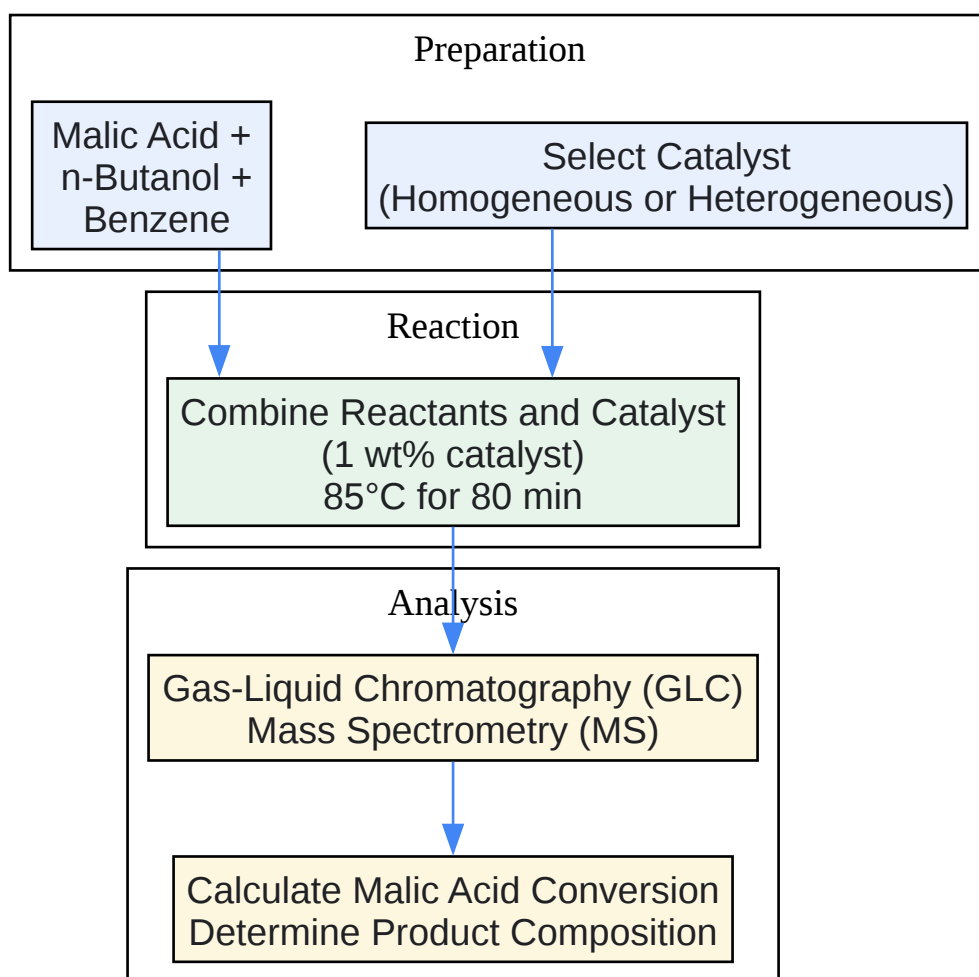 Preparation
Malic Acid +
n-Butanol +
Benzene
Select Catalyst
(Homogeneous or Heterogeneous)
Reaction
Combine Reactants and Catalyst
(1 wt% catalyst)
85°C for 80 min
Analysis
Gas-Liquid Chromatography (GLC)
Mass Spectrometry (MS)
Calculate Malic Acid Conversion
Determine Product Composition